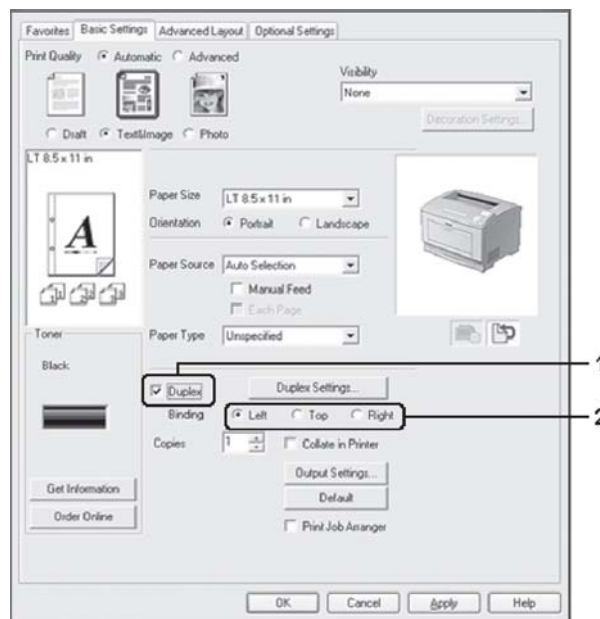 Favorites Basic Settings Advanced Layout Optional Settings
Print Quality Automatic Advanced
Visibility
None
Decoration Settings...
Draft Text&Image Photo
LT 8.5 x 11 in
A
Paper Size LT 8.5 x 11 in
Orientation Portrait Landscape
Paper Source Auto Selection
Manual Feed
Each Page
Paper Type Unspecified
Toner
Black
Duplex Duplex Settings...
1
Binding Left Top Right
2
Copies 1 Collate in Printer
Output Settings...
Default
Print Job Arranger
Get Information
Order Online
OK Cancel Apply Help